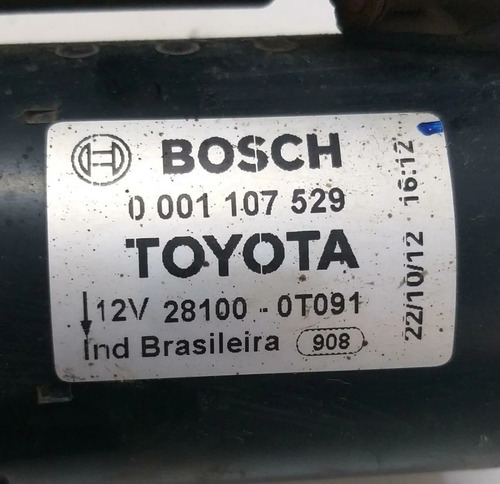 BOSCH
0 001 107 529
TOYOTA
12V 28100 - 0T091
Ind Brasileira 908
22/10/12 16:12